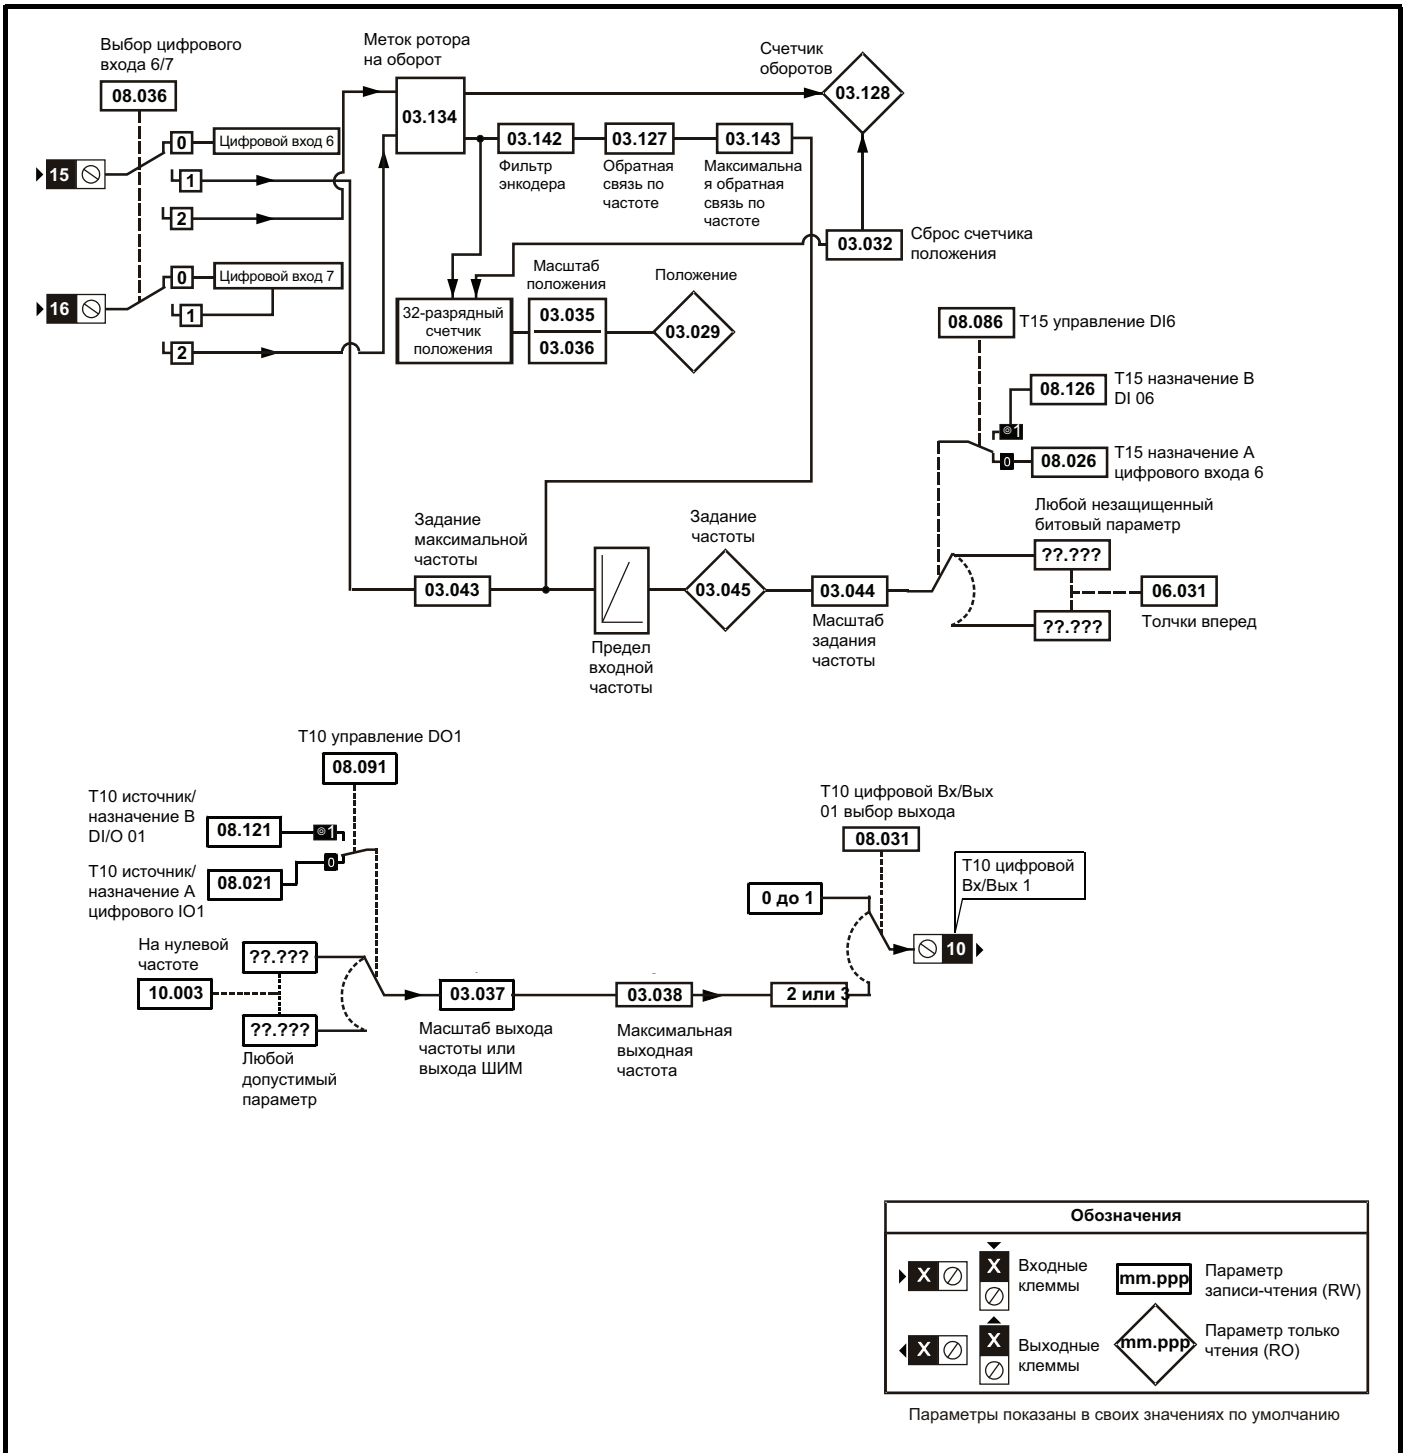 Выбор цифрового
входа 6/7
08.036
15
0
Цифровой вход 6
1
2
16
0
Цифровой вход 7
1
2
Меток ротора
на оборот
03.134
Счетчик
оборотов
03.128
03.142
Фильтр
энкодера
03.127
Обратная
связь по
частоте
03.143
Максимальна
я обратная
связь по
частоте
03.032
Сброс счетчика
положения
32-разрядный
счетчик
положения
Масштаб
положения
03.035
03.036
Положение
03.029
08.086
Т15 управление DI6
08.126
Т15 назначение В
DI 06
1
0
08.026
Т15 назначение А
цифрового входа 6
Любой незащищенный
битовый параметр
??.???
??.???
06.031
Толчки вперед
Задание
максимальной
частоты
03.043
Предел
входной
частоты
Задание
частоты
03.045
03.044
Масштаб
задания
частоты
Т10 управление DO1
08.091
Т10 источник/
назначение В
DI/O 01
08.121
1
0
Т10 источник/
назначение А
цифрового IO1
08.021
На нулевой
частоте
10.003
??.???
??.???
Любой
допустимый
параметр
03.037
Масштаб выхода
частоты или
выхода ШИМ
03.038
Максимальная
выходная
частота
2 или 3
0 до 1
Т10 цифровой Вх/Вых
01 выбор выхода
08.031
Т10 цифровой
Вх/Вых 1
10
Обозначения
X
X
Входные
клеммы
mm.ppp
Параметр
записи-чтения (RW)
X
X
Выходные
клеммы
mm.ppp
Параметр только
чтения (RO)
Параметры показаны в своих значениях по умолчанию